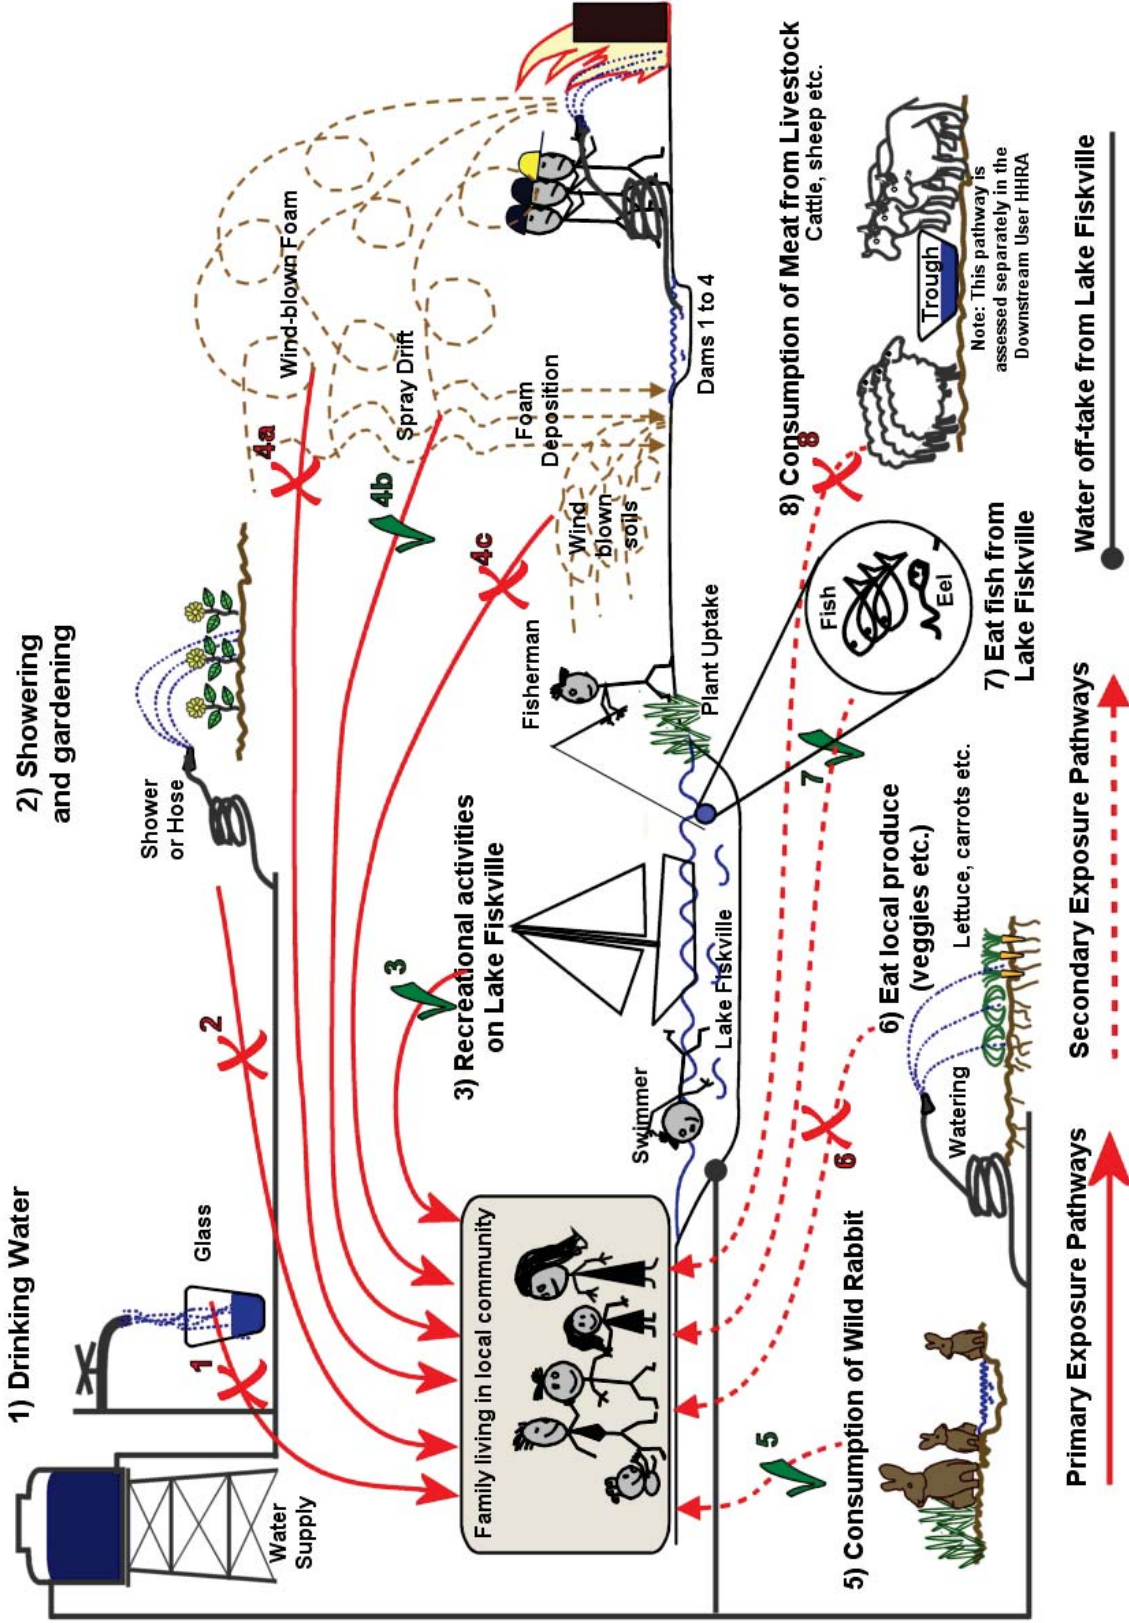 1) Drinking Water
Glass
1
Water
Supply
2) Showering
and gardening
Shower
or Hose
2
Wind-blown Foam
4a
Spray Drift
4b
Foam
Deposition
4c
Wind
blown
soils
Dams 1 to 4
3
3) Recreational activities
on Lake Fiskville
Fisherman
Plant Uptake
Swimmer
Lake Fiskville
Family living in local community
5
5) Consumption of Wild Rabbit
6
6) Eat local produce
(veggies etc.)
Lettuce, carrots etc.
Watering
7
Fish
Eel
7) Eat fish from
Lake Fiskville
8
8) Consumption of Meat from Livestock
Cattle, sheep etc.
Trough
Note: This pathway is
assessed separately in the
Downstream User HHRA
Primary Exposure Pathways
Secondary Exposure Pathways
Water off-take from Lake Fiskville